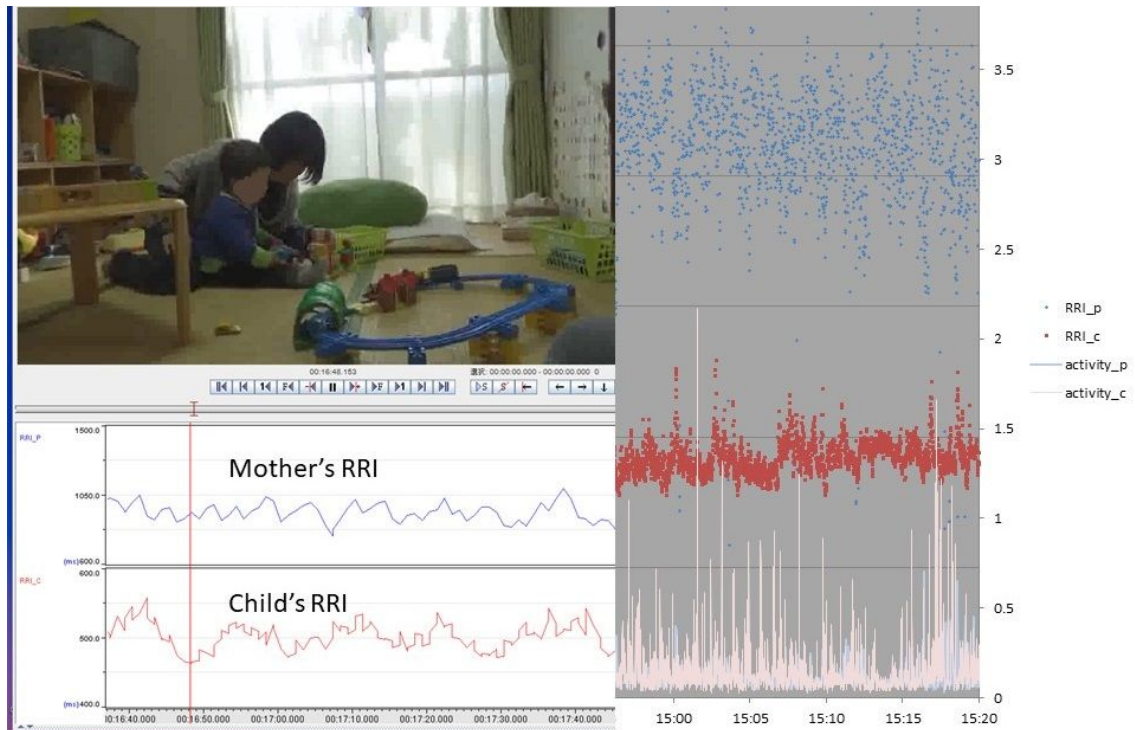 00:16:48.153
選択: 00:00:00.000 - 00:00:00.000 0
RRI_P
1500.0
1050.0
(ms)600.0
Mother's RRI
RRI_C
600.0
500.0
(ms)400.0
Child's RRI
00:16:40.000 00:16:50.000 00:17:00.000 00:17:10.000 00:17:20.000 00:17:30.000 00:17:40.000
3.5
3
2.5
2
1.5
1
0.5
0
15:00 15:05 15:10 15:15 15:20
RRI_p
RRI_c
activity_p
activity_c